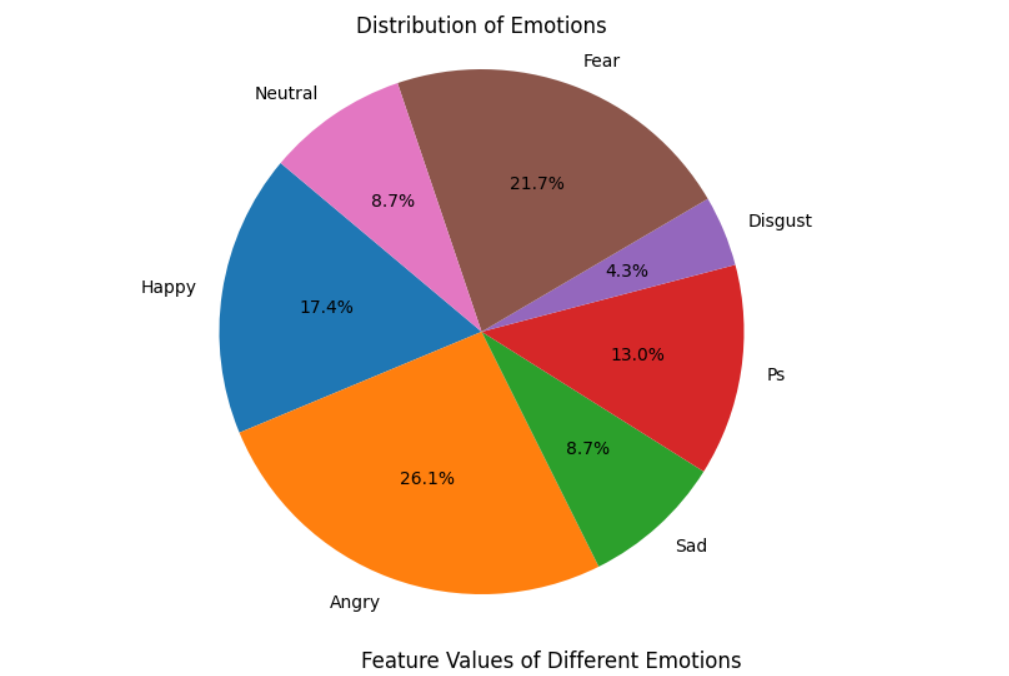 Distribution of Emotions
Fear
Neutral
21.7%
8.7%
Disgust
4.3%
Happy
17.4%
13.0%
Ps
8.7%
26.1%
Sad
Angry
Feature Values of Different Emotions